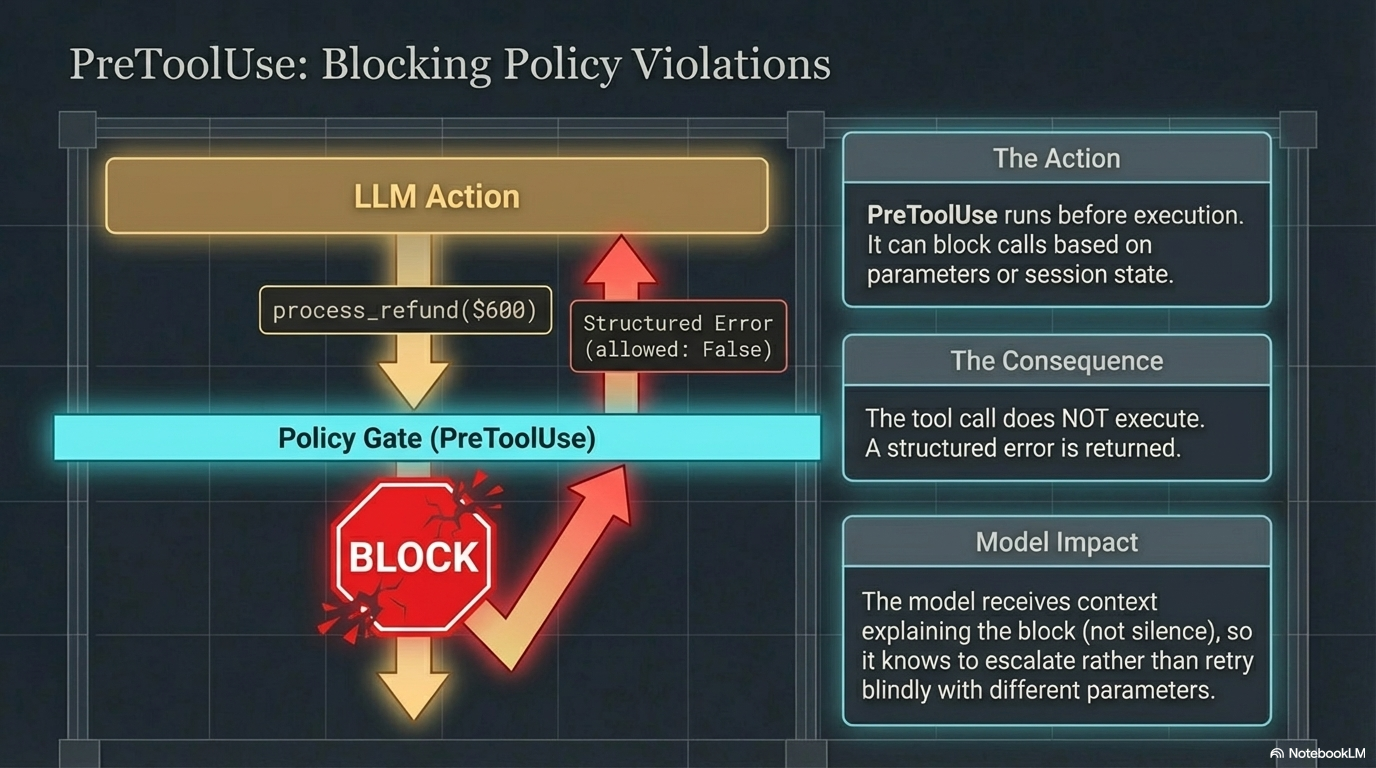 PreToolUse: Blocking Policy Violations
LLM Action
process_refund($600)
Structured Error
(allowed: False)
Policy Gate (PreToolUse)
BLOCK
The Action
PreToolUse runs before execution.
It can block calls based on
parameters or session state.
The Consequence
The tool call does NOT execute.
A structured error is returned.
Model Impact
The model receives context
explaining the block (not silence), so
it knows to escalate rather than retry
blindly with different parameters.
NotebookLM